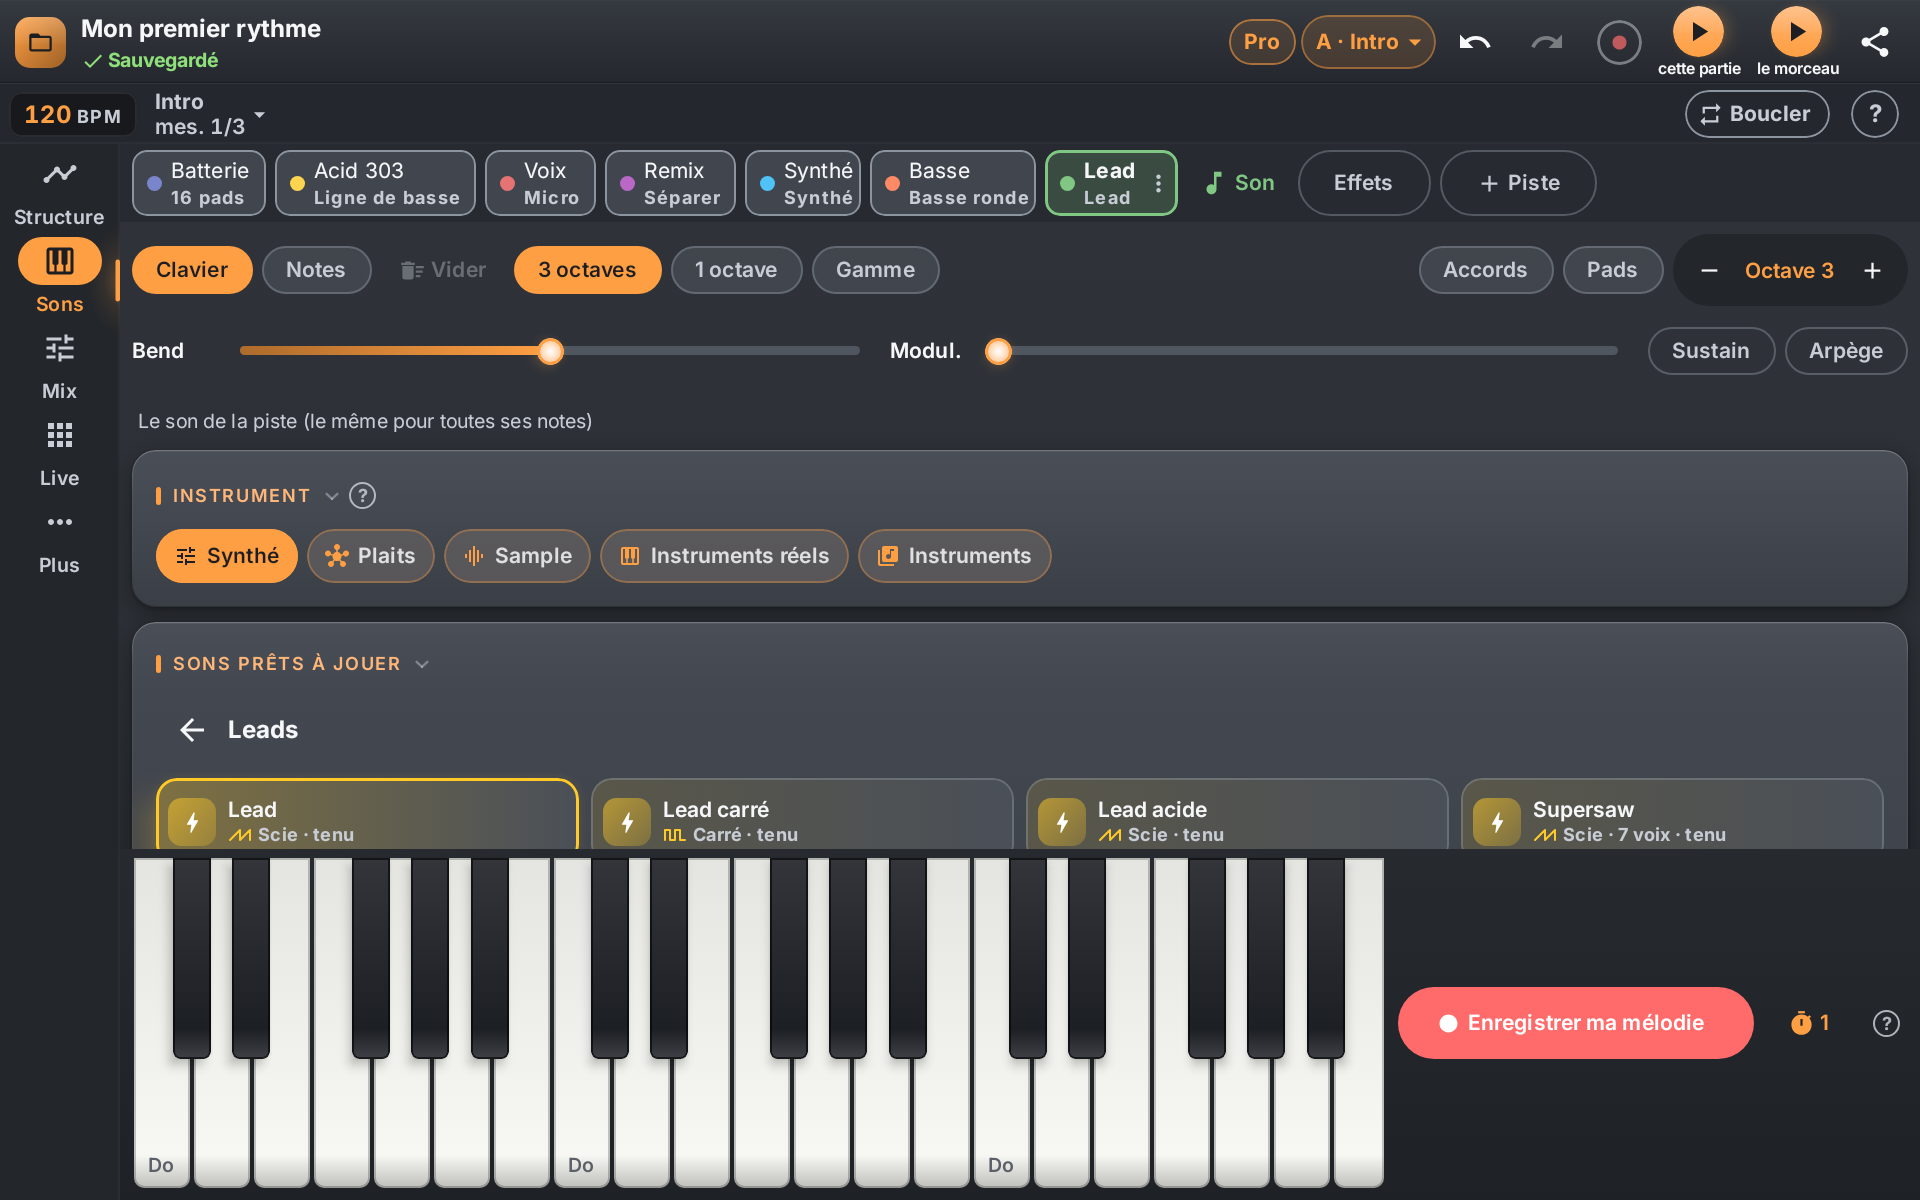 Mon premier rythme
Sauvegardé
Pro
A · Intro
cette partie
le morceau
120 BPM
Intro
mes. 1/3
Boucler
?
Structure
Sons
Mix
Live
Plus
Batterie
16 pads
Acid 303
Ligne de basse
Voix
Micro
Remix
Séparer
Synthé
Synthé
Basse
Basse ronde
Lead
Lead
Son
Effets
+ Piste
Clavier
Notes
Vider
3 octaves
1 octave
Gamme
Accords
Pads
− Octave 3 +
Bend
Modul.
Sustain
Arpège
Le son de la piste (le même pour toutes ses notes)
INSTRUMENT ?
Synthé
Plaits
Sample
Instruments réels
Instruments
SONS PRÊTS À JOUER
Leads
Lead
Scie · tenu
Lead carré
Carré · tenu
Lead acide
Scie · tenu
Supersaw
Scie · 7 voix · tenu
Do
Do
Do
Enregistrer ma mélodie
1
?